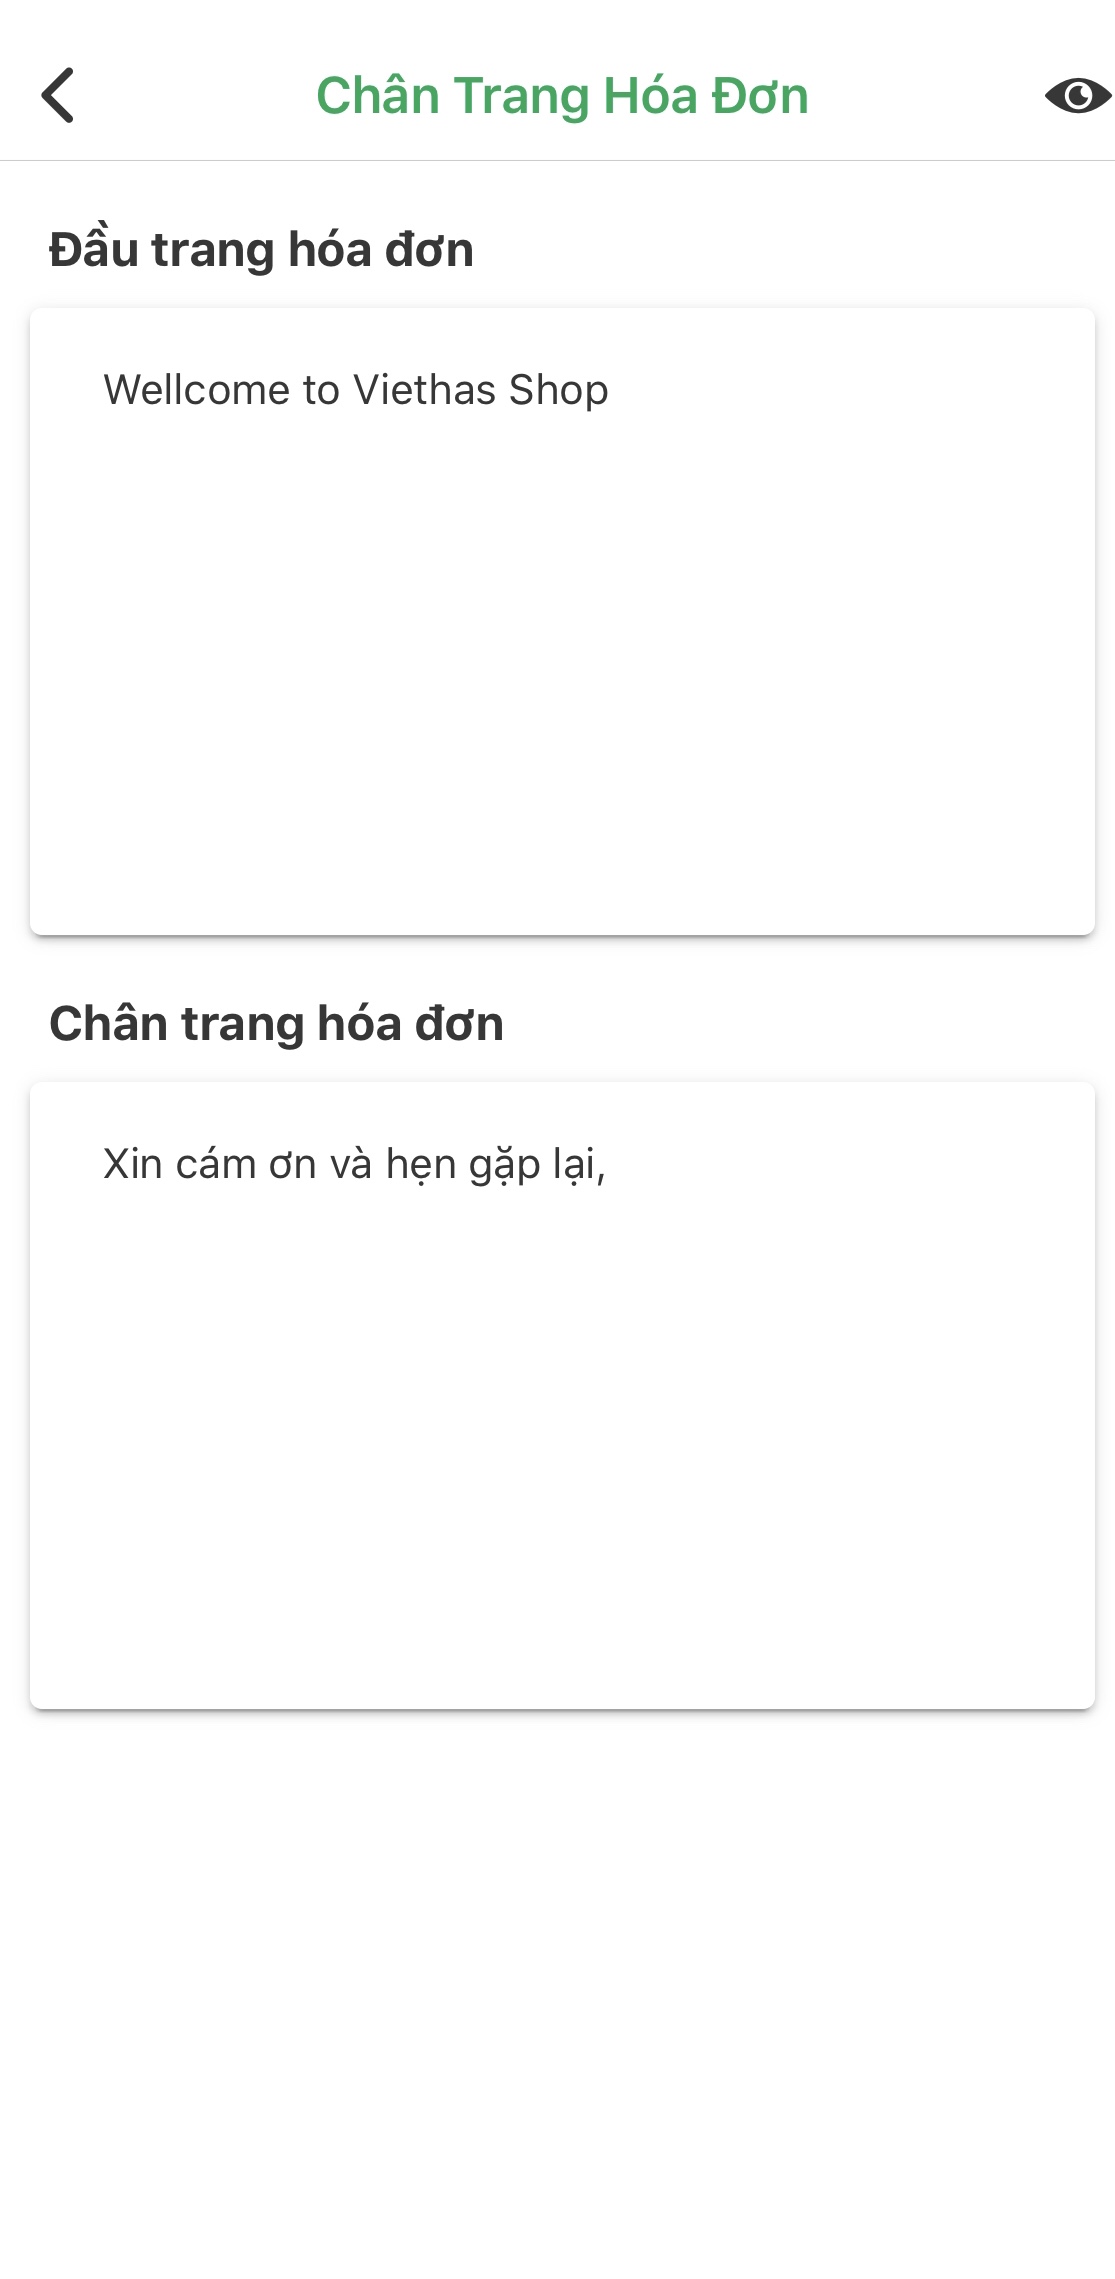 Chân Trang Hóa Đơn
Đầu trang hóa đơn
Wellcome to Viethas Shop
Chân trang hóa đơn
Xin cám ơn và hẹn gặp lại,